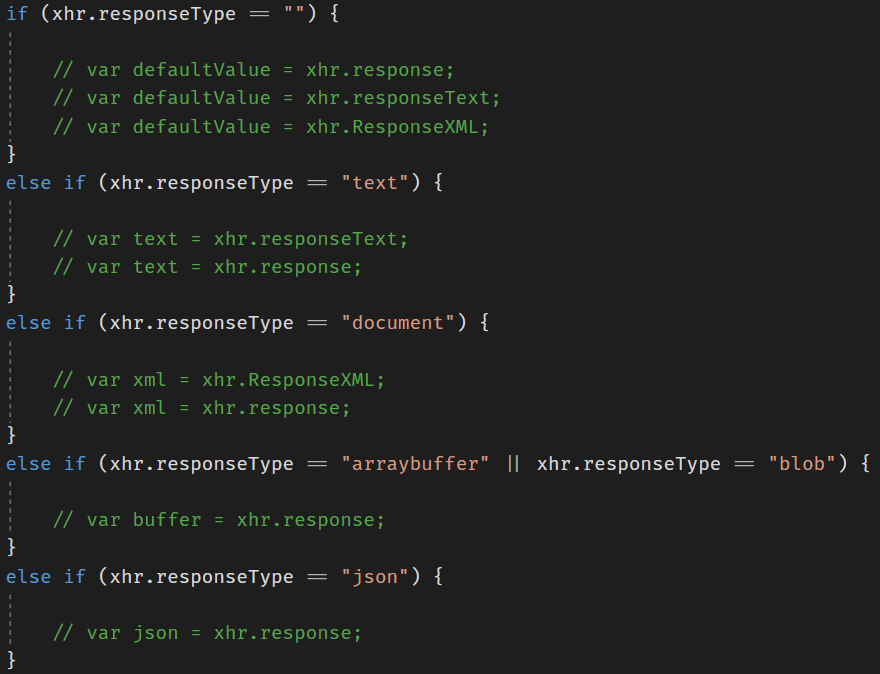 if (xhr.responseType == "") {
// var defaultValue = xhr.response;
// var defaultValue = xhr.responseText;
// var defaultValue = xhr.ResponseXML;
}
else if (xhr.responseType == "text") {
// var text = xhr.responseText;
// var text = xhr.response;
}
else if (xhr.responseType == "document") {
// var xml = xhr.ResponseXML;
// var xml = xhr.response;
}
else if (xhr.responseType == "arraybuffer" || xhr.responseType == "blob") {
// var buffer = xhr.response;
}
else if (xhr.responseType == "json") {
// var json = xhr.response;
}